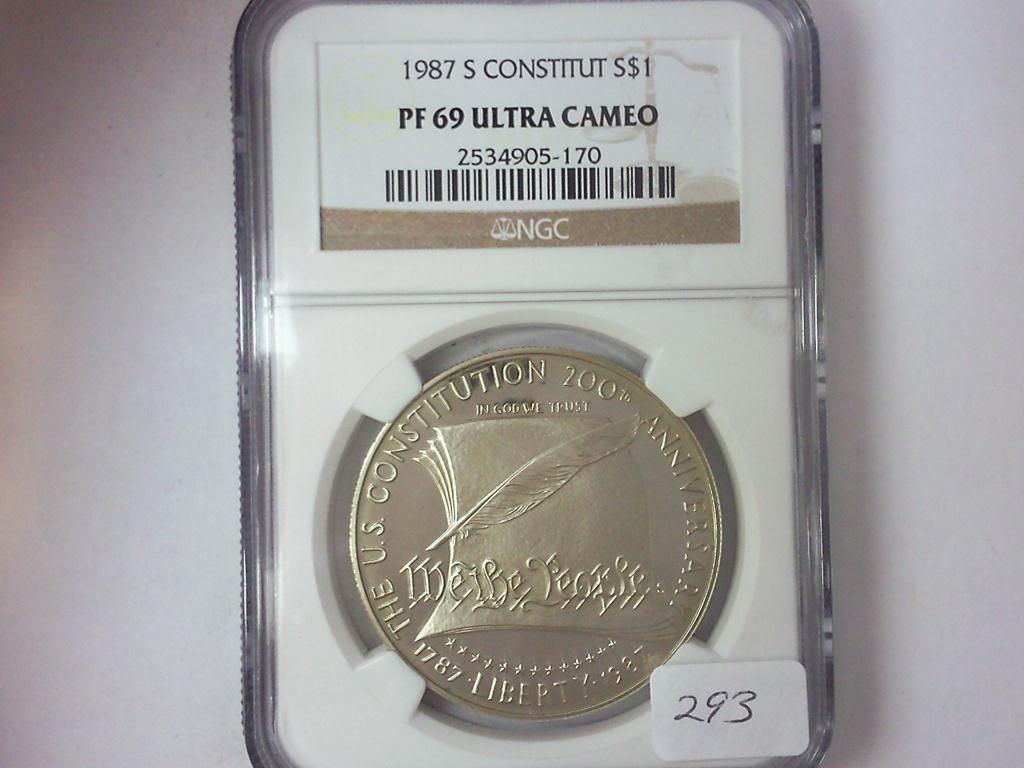 1987 S CONSTITUT S$1
PF 69 ULTRA CAMEO
2534905-170
NGC
THE U.S. CONSTITUTION 200TH ANNIVERSARY
IN GOD WE TRUST
We the People
S
1787 · LIBERTY · 1987
293